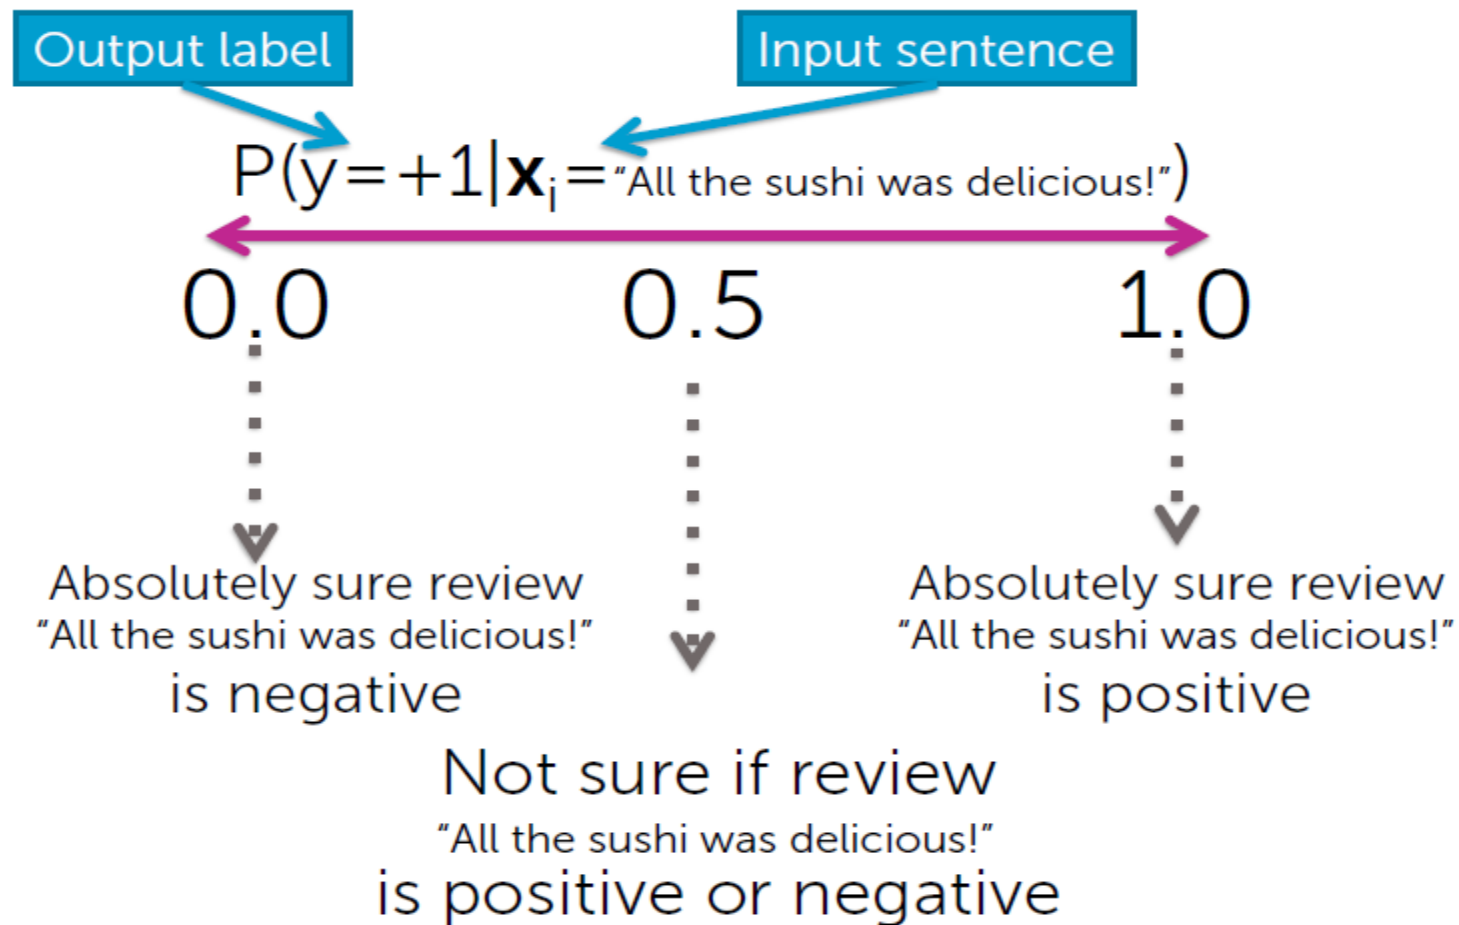 Output label
Input sentence
P(y=+1|xᵢ=“All the sushi was delicious!”)
0.0
0.5
1.0
Absolutely sure review
“All the sushi was delicious!”
is negative
Absolutely sure review
“All the sushi was delicious!”
is positive
Not sure if review
“All the sushi was delicious!”
is positive or negative